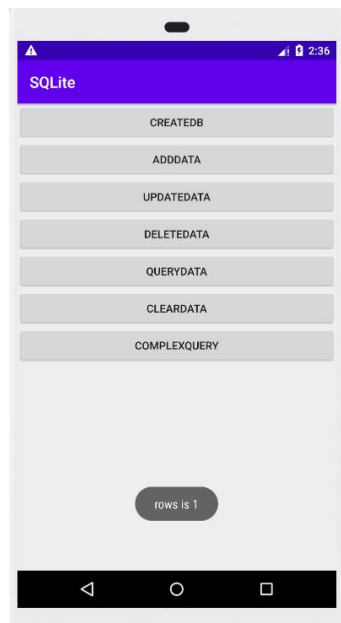 2:36
SQLite
CREATEDB
ADDDATA
UPDATEDATA
DELETEDATA
QUERYDATA
CLEARDATA
COMPLEXQUERY
rows is 1